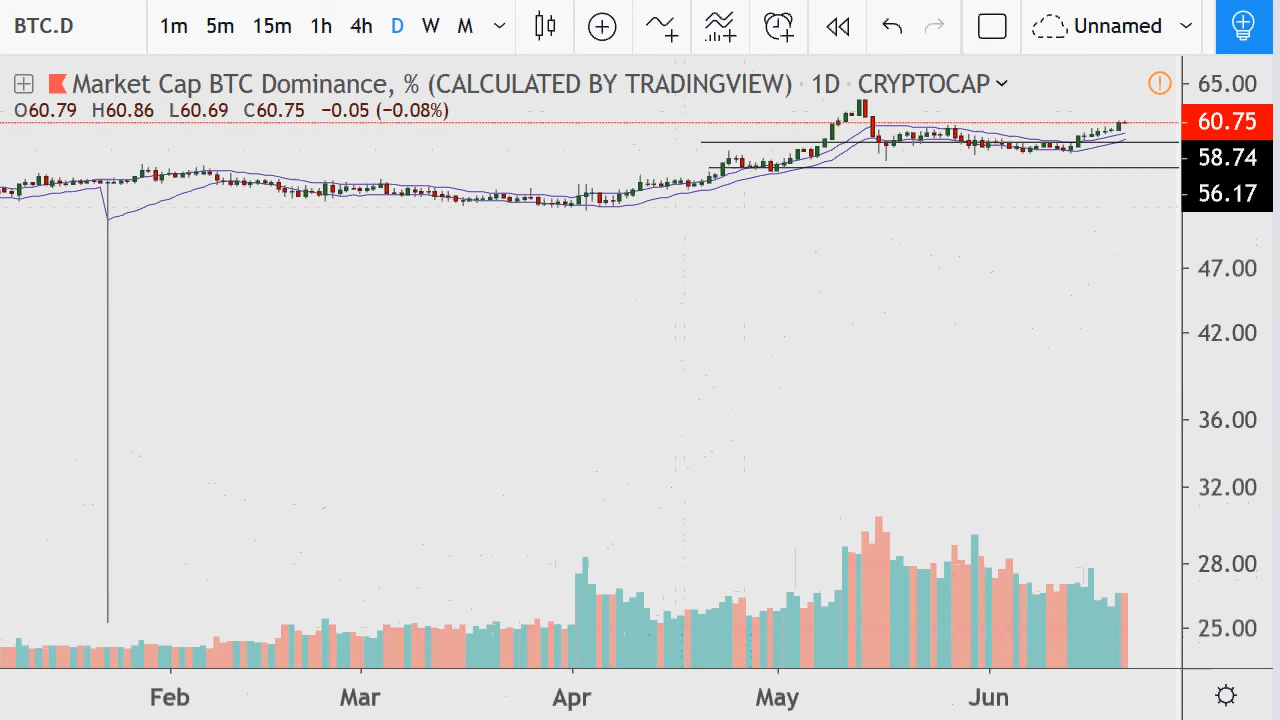 BTC.D 1m 5m 15m 1h 4h D W M Unnamed
Market Cap BTC Dominance, % (CALCULATED BY TRADINGVIEW) · 1D · CRYPTOCAP
O60.79 H60.86 L60.69 C60.75 −0.05 (−0.08%)
65.00
60.75
58.74
56.17
47.00
42.00
36.00
32.00
28.00
25.00
Feb Mar Apr May Jun